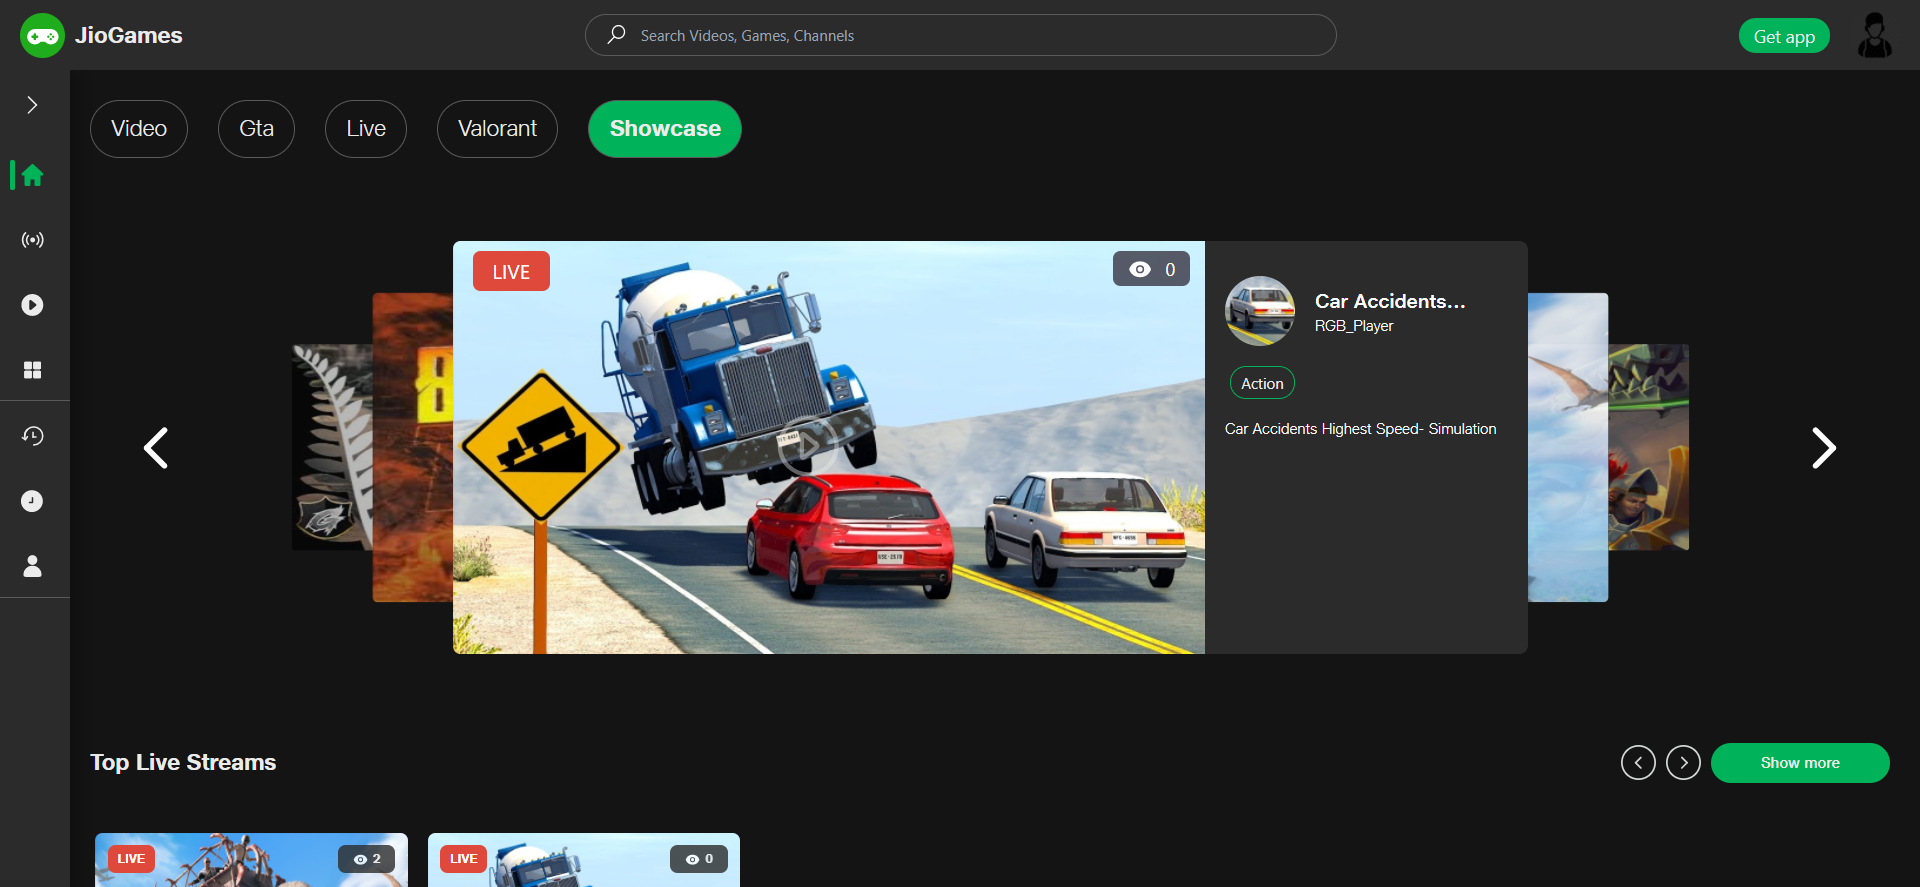 JioGames
Search Videos, Games, Channels
Get app
Video
Gta
Live
Valorant
Showcase
LIVE
0
Car Accidents...
RGB_Player
Action
Car Accidents Highest Speed- Simulation
Top Live Streams
Show more
LIVE
2
LIVE
0